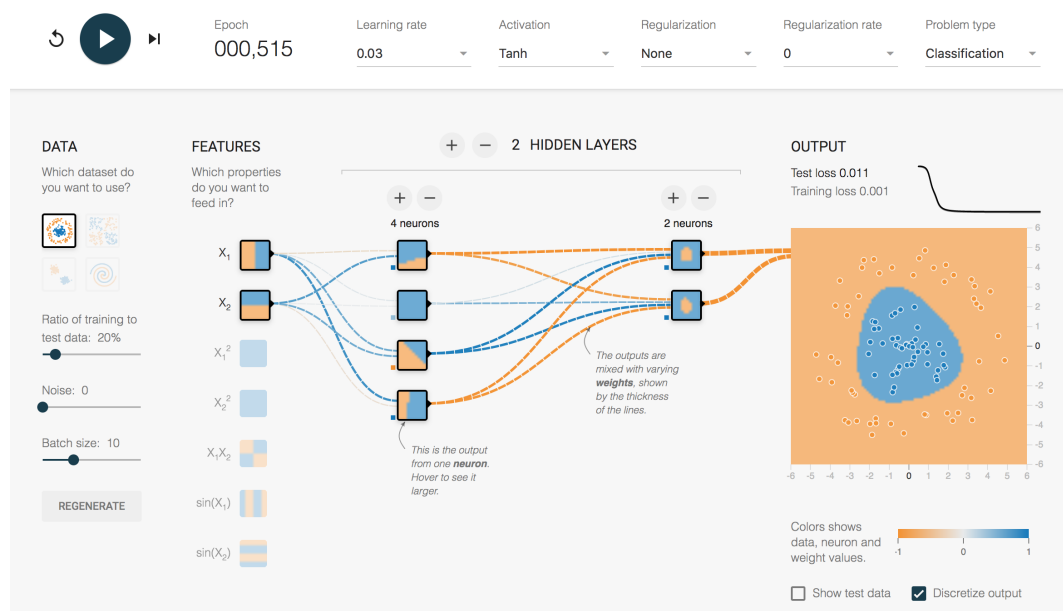 Epoch
000,515
Learning rate
0.03
Activation
Tanh
Regularization
None
Regularization rate
0
Problem type
Classification
DATA
Which dataset do
you want to use?
Ratio of training to
test data: 20%
Noise: 0
Batch size: 10
REGENERATE
FEATURES
Which properties
do you want to
feed in?
X₁
X₂
X₁²
X₂²
X₁X₂
sin(X₁)
sin(X₂)
+ − 2 HIDDEN LAYERS
+ −
4 neurons
+ −
2 neurons
This is the output
from one neuron.
Hover to see it
larger.
The outputs are
mixed with varying
weights, shown
by the thickness
of the lines.
OUTPUT
Test loss 0.011
Training loss 0.001
6
5
4
3
2
1
0
-1
-2
-3
-4
-5
-6
-6 -5 -4 -3 -2 -1 0 1 2 3 4 5 6
Colors shows
data, neuron and
weight values.
-1 0 1
Show test data
Discretize output